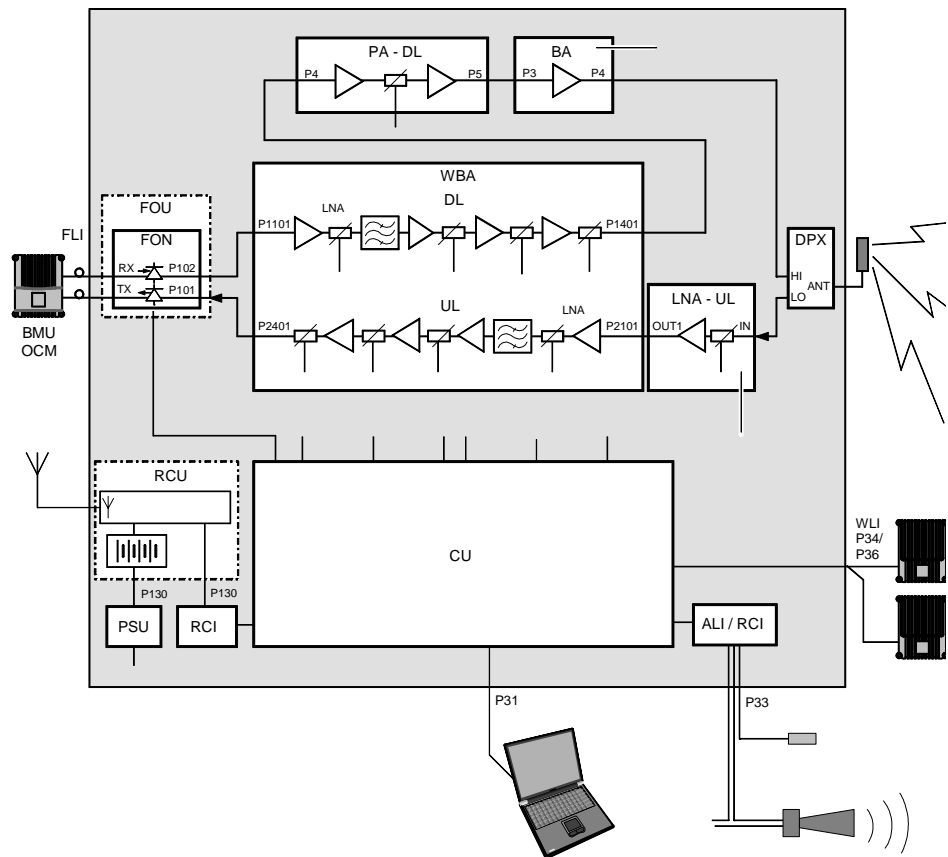 PA - DL
P4
P5
BA
P3
P4
WBA
DL
LNA
P1101
P1401
FOU
FON
FLI
RX
P102
TX
P101
BMU
OCM
UL
LNA
P2401
P2101
LNA - UL
OUT1
IN
DPX
HI
LO
ANT
RCU
CU
P130
P130
PSU
RCI
ALI / RCI
WLI
P34/
P36
P31
P33